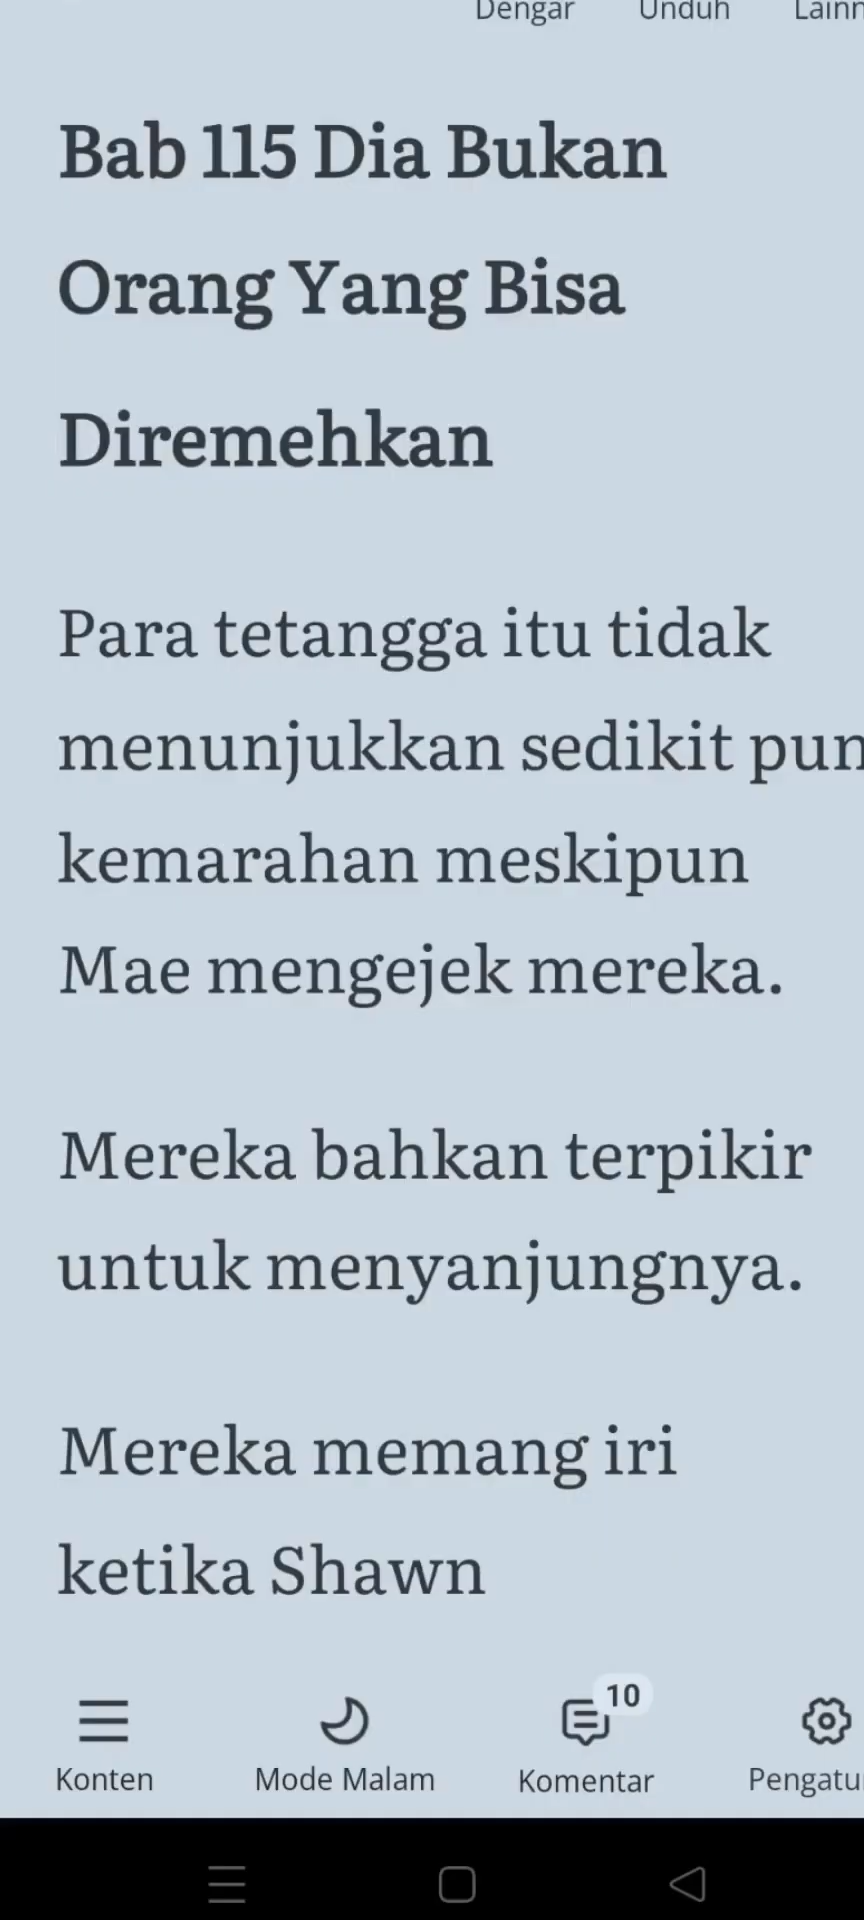 Dengar Unduh
Bab 115 Dia Bukan
Orang Yang Bisa
Diremehkan
Para tetangga itu tidak
menunjukkan sedikit pun
kemarahan meskipun
Mae mengejek mereka.
Mereka bahkan terpikir
untuk menyanjungnya.
Mereka memang iri
ketika Shawn
10
Konten Mode Malam Komentar